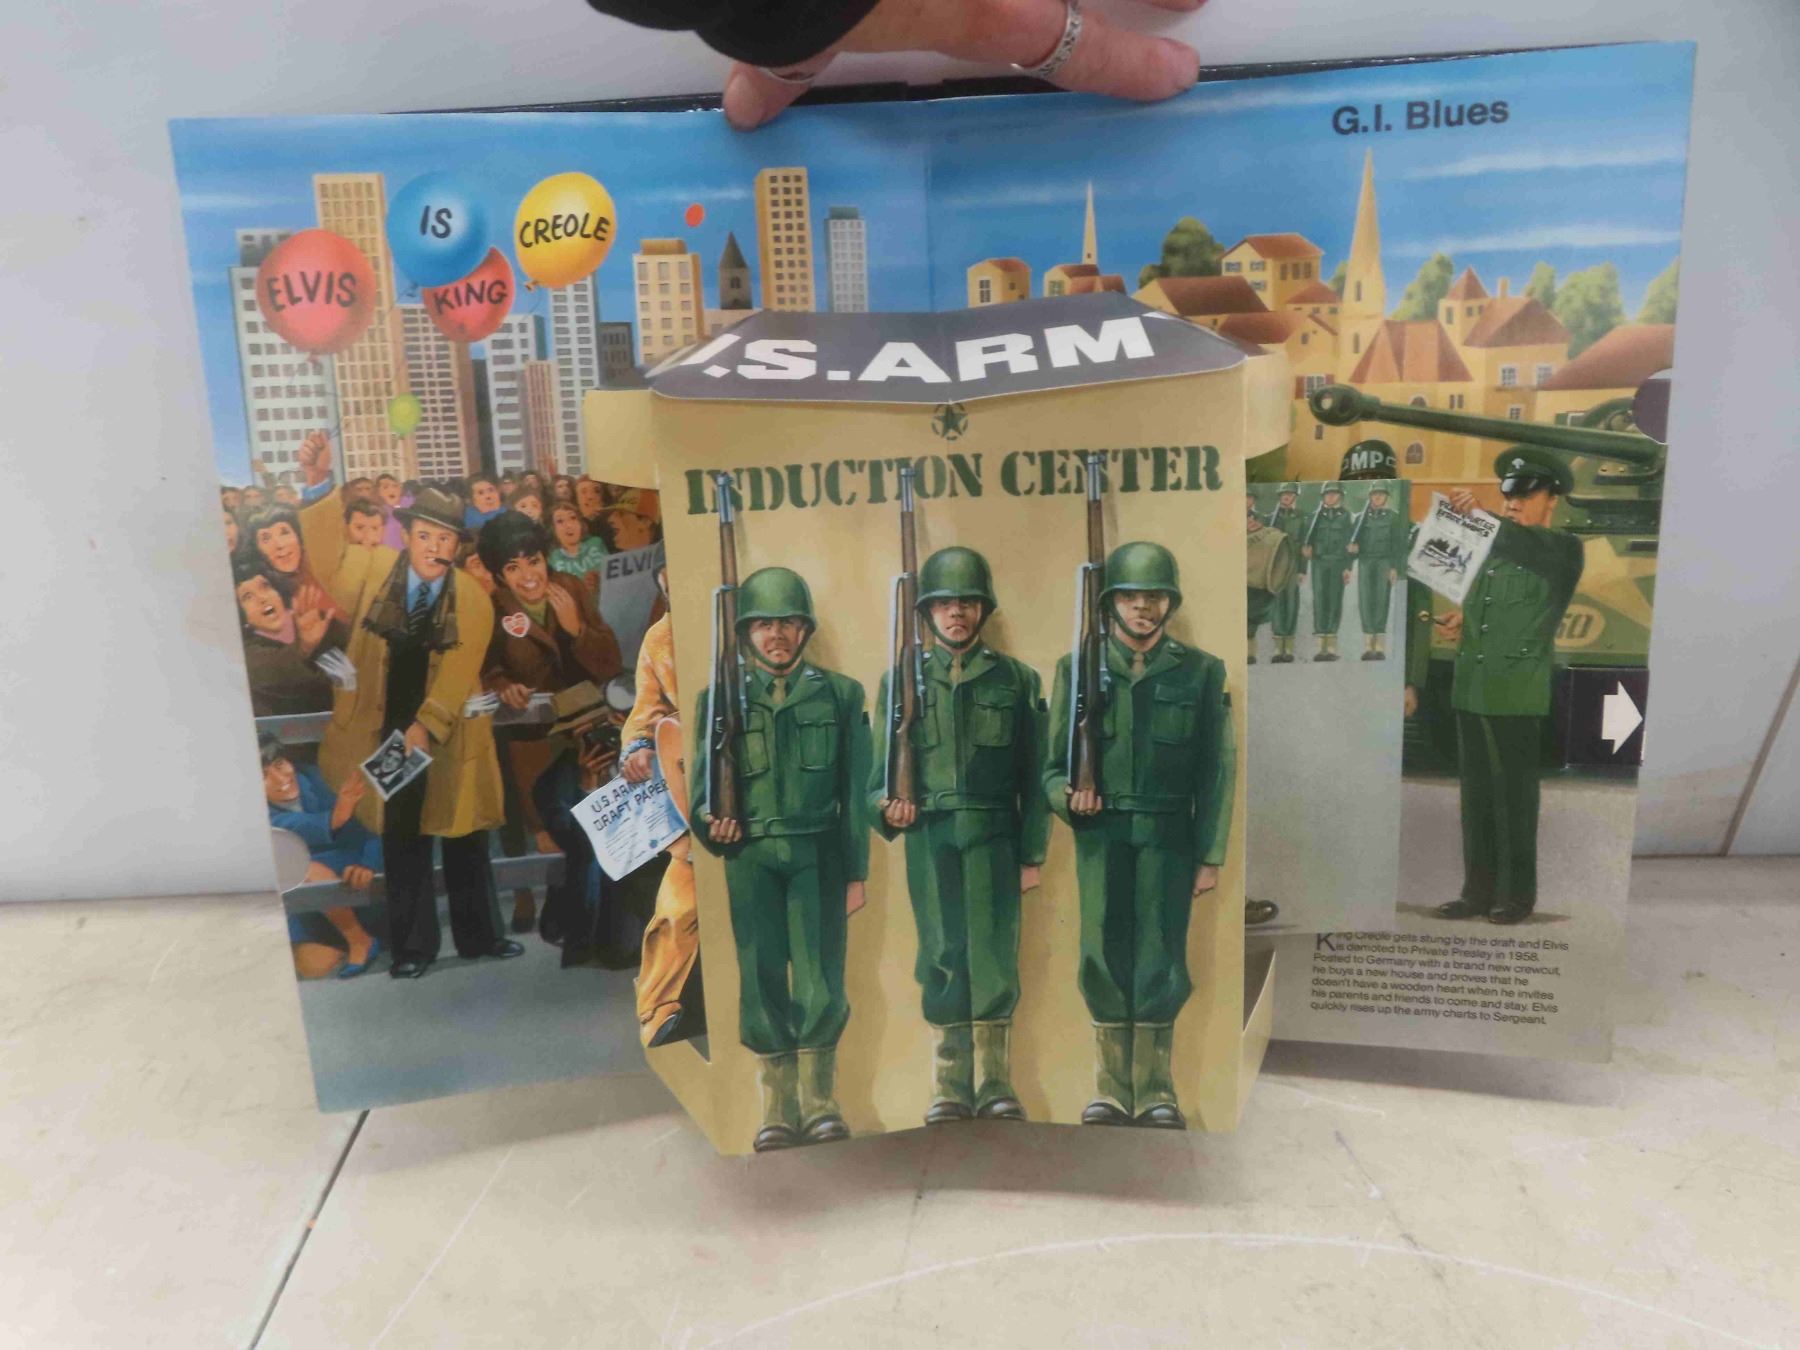 G.I. Blues
ELVIS
IS
KING
CREOLE
.S.ARM
INDUCTION CENTER
MP
ELVIS
ELVI
U.S. ARM
DRAFT PAPER
King Creole gets stung by the draft and Elvis
is demoted to Private Presley in 1958.
Posted to Germany with a brand new crewcut,
he buys a new house and proves that he
doesn't have a wooden heart when he invites
his parents and friends to come and stay. Elvis
quickly rises up the army charts to Sergeant.